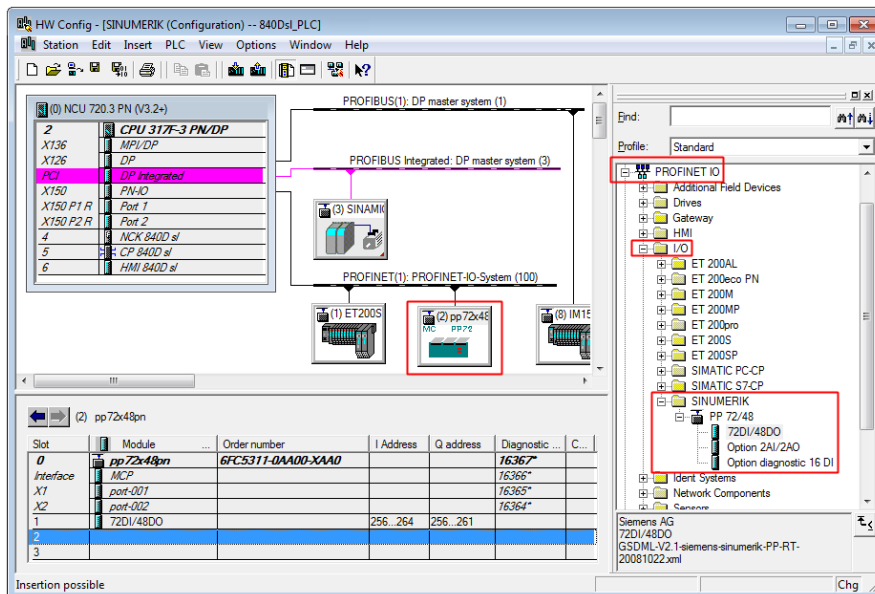 HW Config - [SINUMERIK (Configuration) -- 840Dsl_PLC]
Station Edit Insert PLC View Options Window Help
(0) NCU 720.3 PN (V3.2+)
2 CPU 317F-3 PN/DP
X136 MPI/DP
X126 DP
PCI DP Integrated
X150 PN-IO
X150 P1 R Port 1
X150 P2 R Port 2
4 NCK 840D sl
5 CP 840D sl
6 HMI 840D sl
PROFIBUS(1): DP master system (1)
PROFIBUS Integrated: DP master system (3)
(3) SINAMIC
PROFINET(1): PROFINET-IO-System (100)
(1) ET200S
(2) pp72x48
MC PP72
(8) IM15
(2) pp72x48pn
Slot Module ... Order number I Address Q address Diagnostic ... C...
0 pp72x48pn 6FC5311-0AA00-XAA0 16367*
Interface MCP 16366*
X1 port-001 16365*
X2 port-002 16364*
1 72DI/48DO 256...264 256...261
2
3
Find:
Profile: Standard
PROFINET IO
Additional Field Devices
Drives
Gateway
HMI
I/O
ET 200AL
ET 200eco PN
ET 200M
ET 200MP
ET 200pro
ET 200S
ET 200SP
SIMATIC PC-CP
SIMATIC S7-CP
SINUMERIK
PP 72/48
72DI/48DO
Option 2AI/2AO
Option diagnostic 16 DI
Ident Systems
Network Components
Sensors
Siemens AG
72DI/48DO
GSDML-V2.1-siemens-sinumerik-PP-RT-
20081022.xml
Insertion possible
Chg